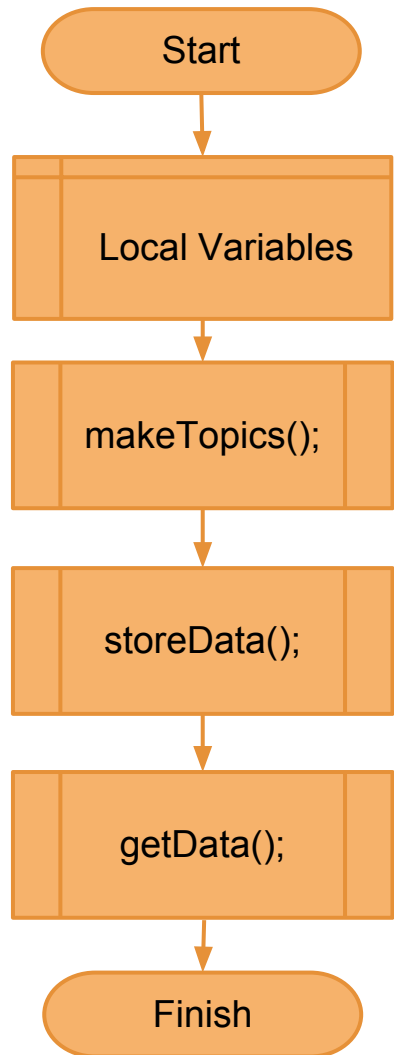 Start
Local Variables
makeTopics();
storeData();
getData();
Finish